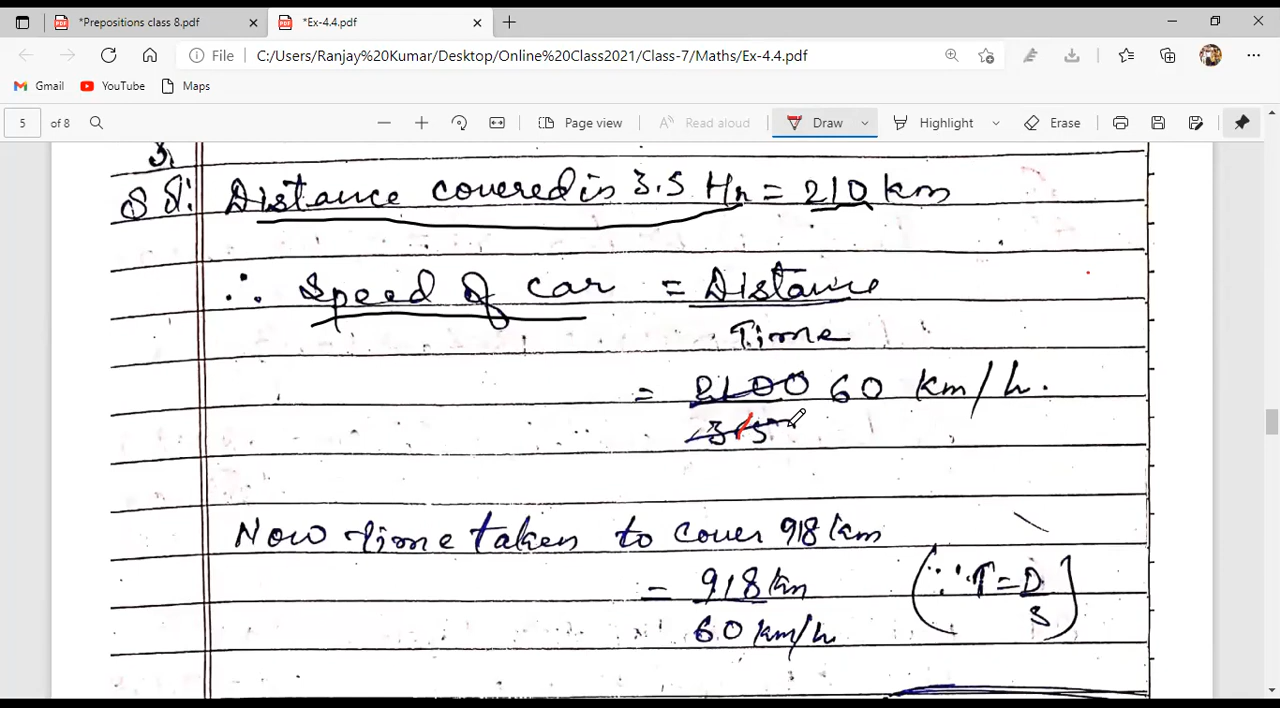 *Prepositions class 8.pdf
*Ex-4.4.pdf
File C:/Users/Ranjay%20Kumar/Desktop/Online%20Class2021/Class-7/Maths/Ex-4.4.pdf
Gmail YouTube Maps
5 of 8 Page view Read aloud Draw Highlight Erase
3.
Distance covered in 3.5 Hr = 210 km
∴ Speed of car = Distance
Time
= 2100 60 km/h.
35
Now time taken to cover 918 km
= 918 km (∵ T = D
60 km/h S)